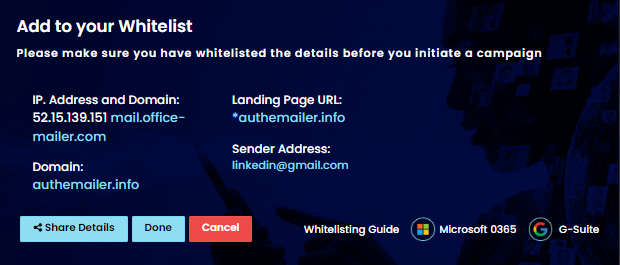 Add to your Whitelist
Please make sure you have whitelisted the details before you initiate a campaign
IP. Address and Domain:
52.15.139.151 mail.office-
mailer.com
Domain:
authemailer.info
Landing Page URL:
*authemailer.info
Sender Address:
linkedin@gmail.com
Share Details
Done
Cancel
Whitelisting Guide
Microsoft 0365
G-Suite